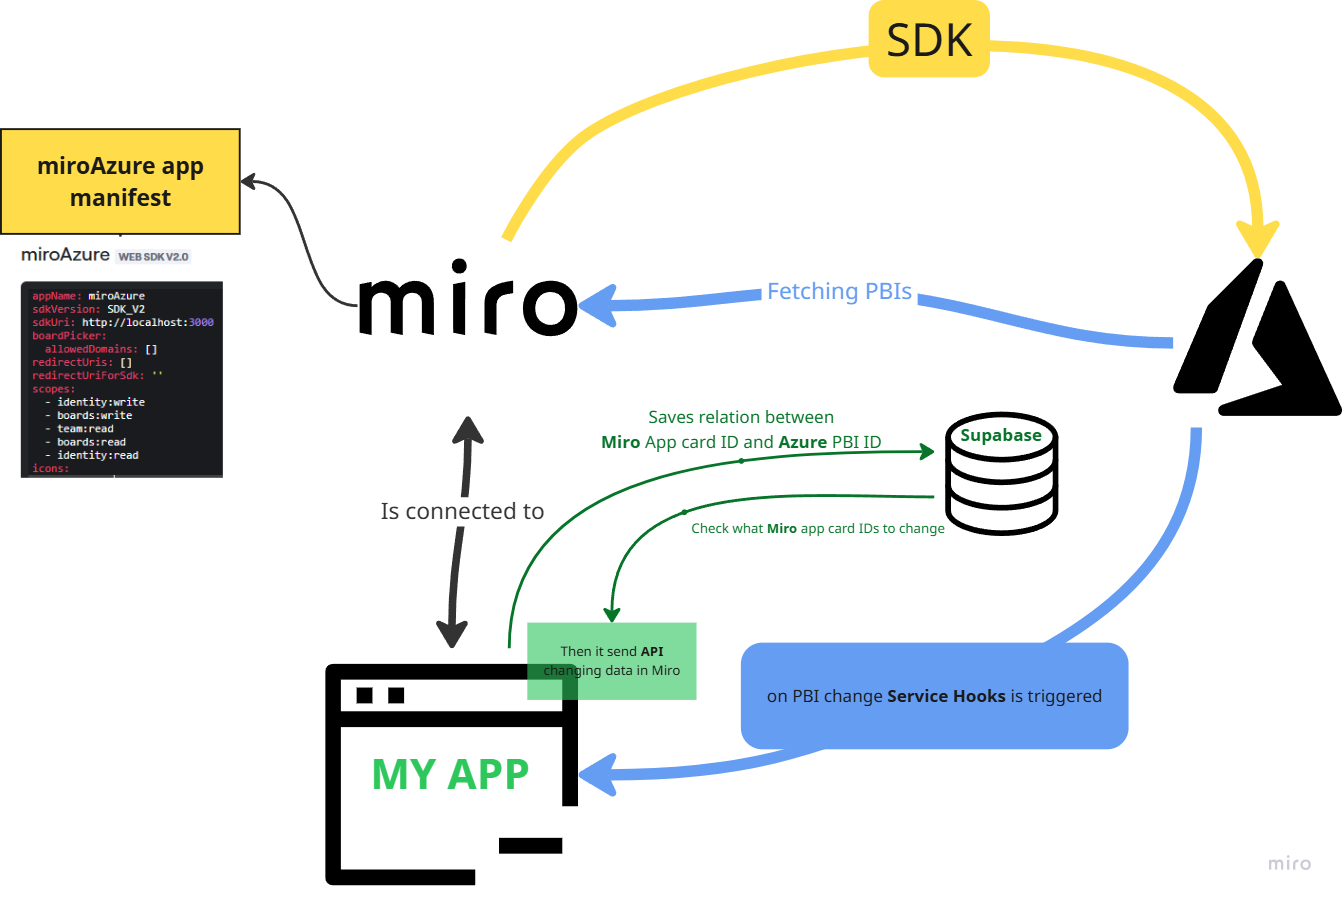 SDK
miroAzure app
manifest
miroAzure WEB SDK V2.0
appName: miroAzure
sdkVersion: SDK_V2
sdkUri: http://localhost:3000
boardPicker:
allowedDomains: []
redirectUris: []
redirectUriForSdk: ''
scopes:
- identity:write
- boards:write
- team:read
- boards:read
- identity:read
icons:
miro
Fetching PBIs
Saves relation between
Miro App card ID and Azure PBI ID
Supabase
Is connected to
Check what Miro app card IDs to change
Then it send API
changing data in Miro
on PBI change Service Hooks is triggered
MY APP
miro